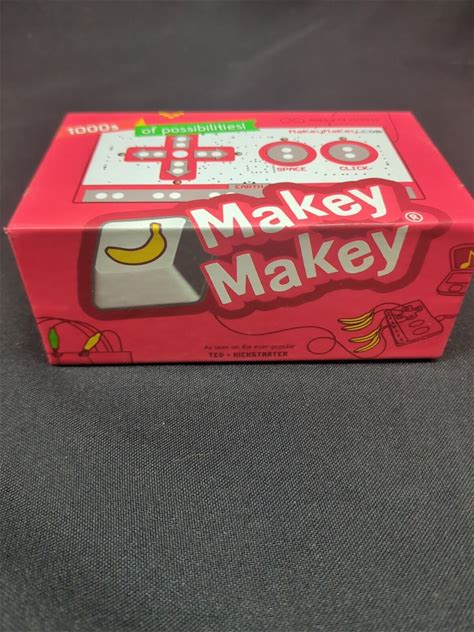 1000s
of possibilities!
MaKeyMaKey.com
SPACE
CLICK
EARTH
Makey
Makey®
As seen on the ever-popular
TED + KICKSTARTER